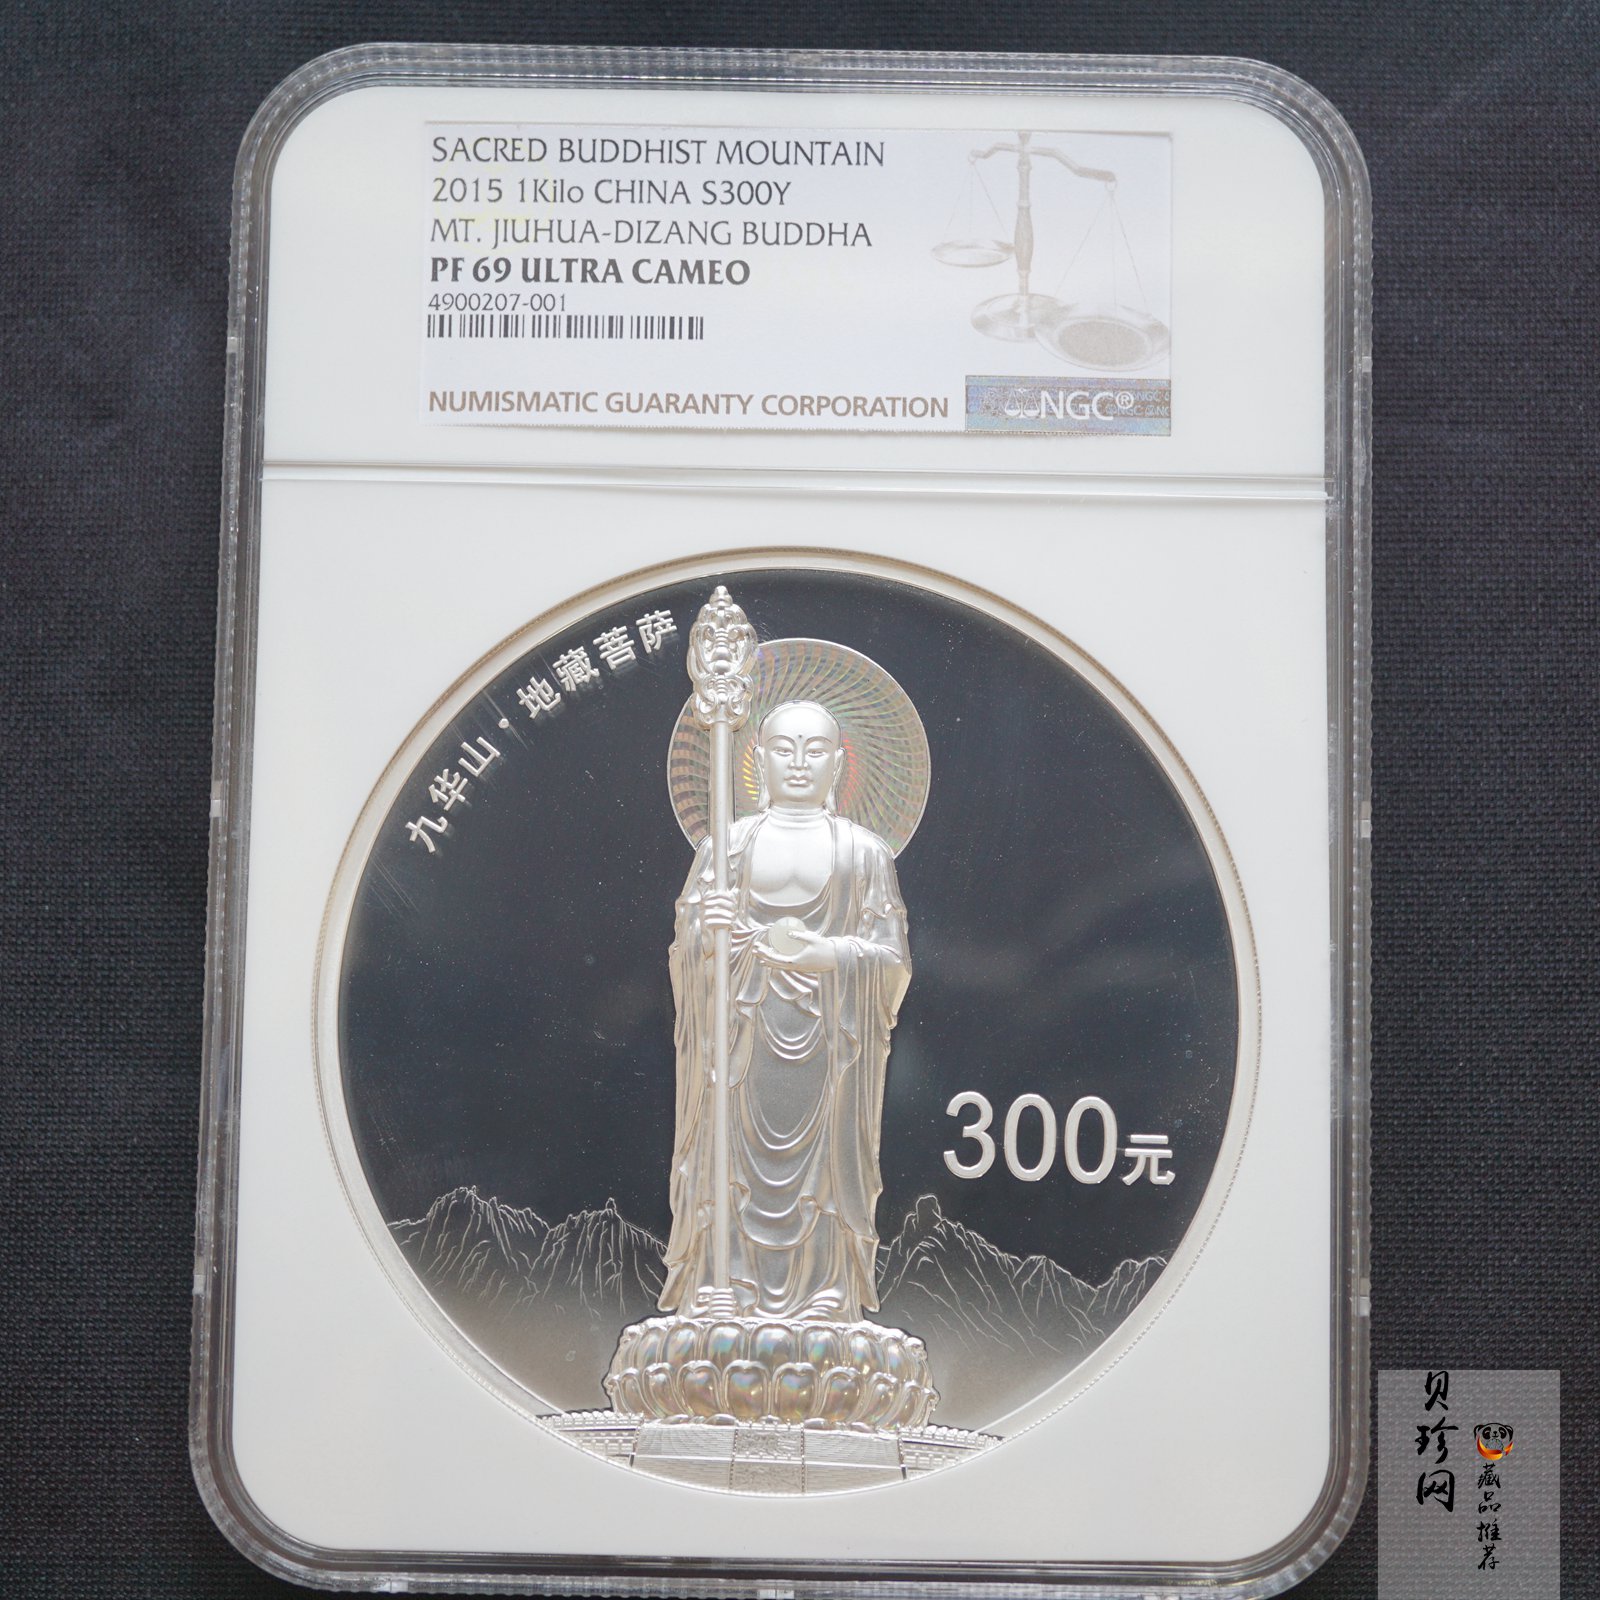 SACRED BUDDHIST MOUNTAIN
2015 1Kilo CHINA S300Y
MT. JIUHUA-DIZANG BUDDHA
PF 69 ULTRA CAMEO
4900207-001
NUMISMATIC GUARANTY CORPORATION
NGC®
九华山·地藏菩萨
300元
贝珍网
藏品推荐